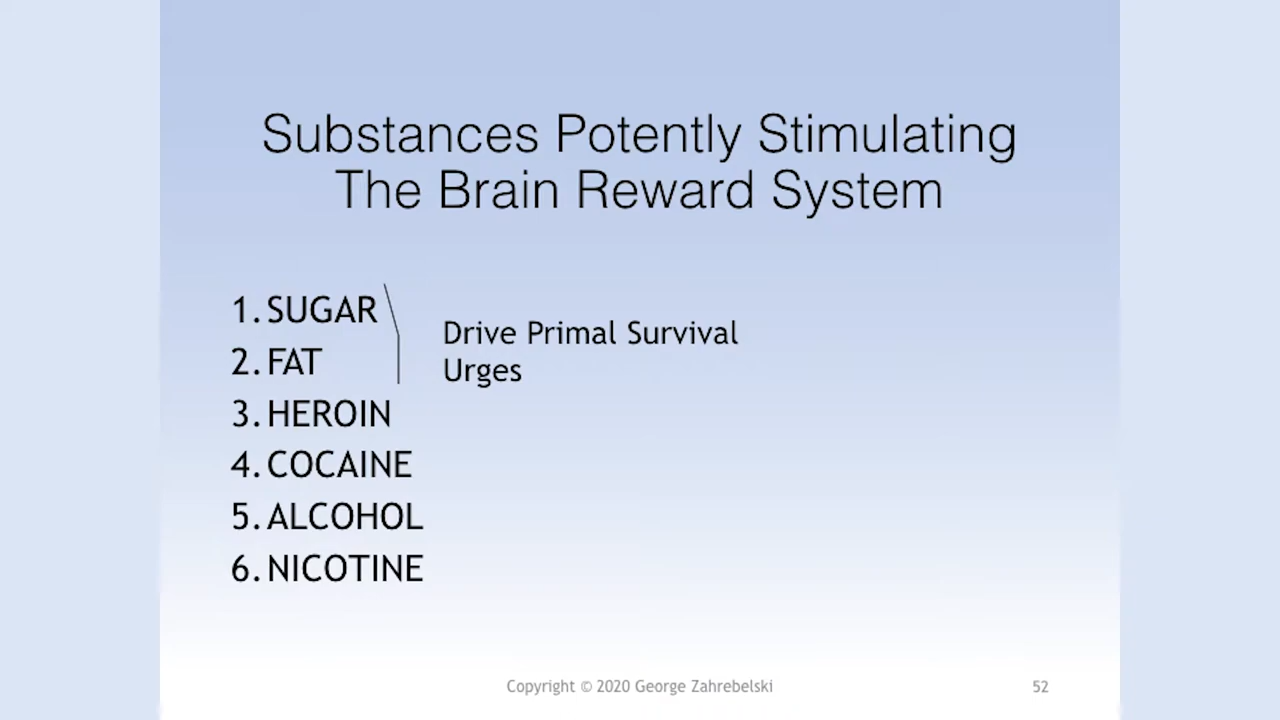 Substances Potently Stimulating
The Brain Reward System
1. SUGAR
2. FAT
Drive Primal Survival
Urges
3. HEROIN
4. COCAINE
5. ALCOHOL
6. NICOTINE
Copyright © 2020 George Zahrebelski
52